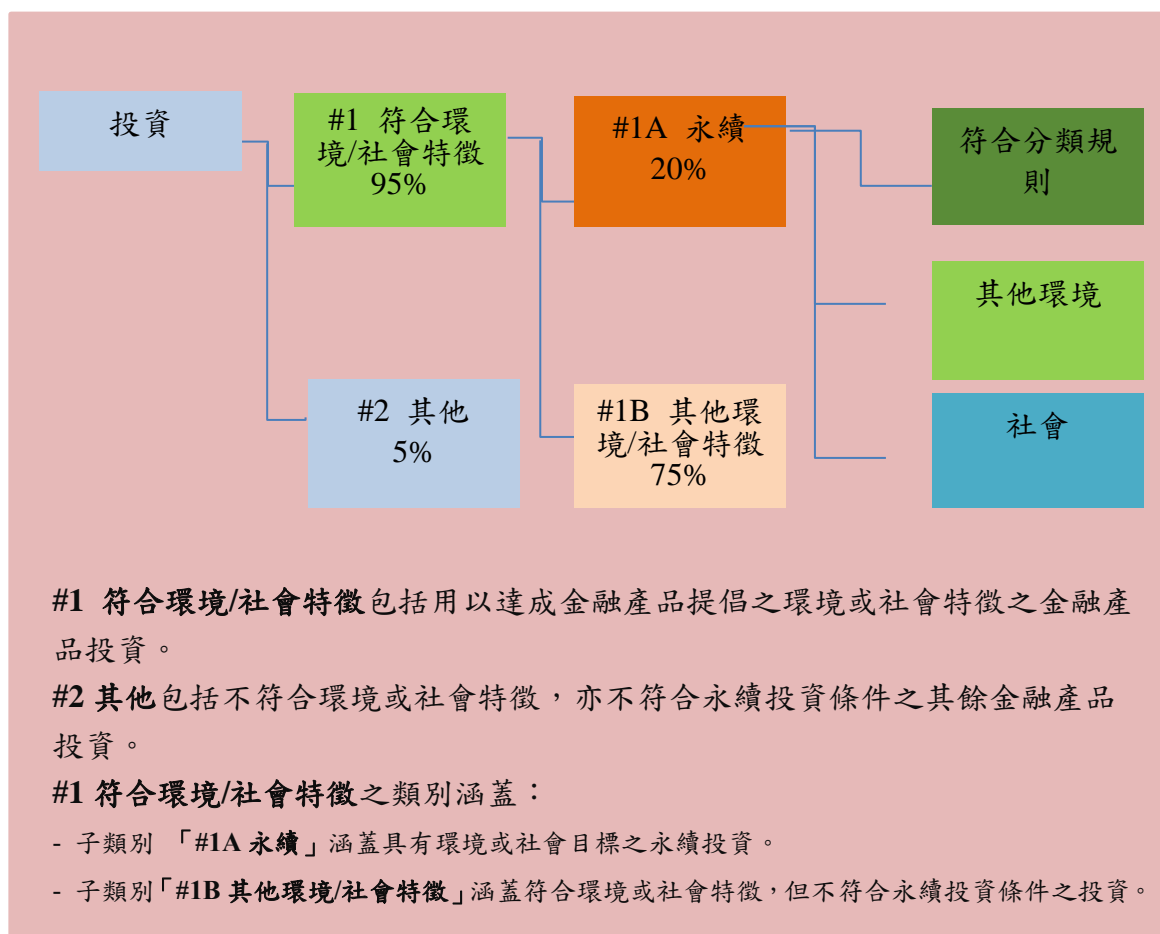 投資
#1 符合環
境/社會特徵
95%
#1A 永續
20%
符合分類規
則
其他環境
#2 其他
5%
#1B 其他環
境/社會特徵
75%
社會
#1 符合環境/社會特徵包括用以達成金融產品提倡之環境或社會特徵之金融產
品投資。
#2 其他包括不符合環境或社會特徵，亦不符合永續投資條件之其餘金融產品
投資。
#1 符合環境/社會特徵之類別涵蓋：
- 子類別 「#1A 永續」涵蓋具有環境或社會目標之永續投資。
- 子類別「#1B 其他環境/社會特徵」涵蓋符合環境或社會特徵，但不符合永續投資條件之投資。